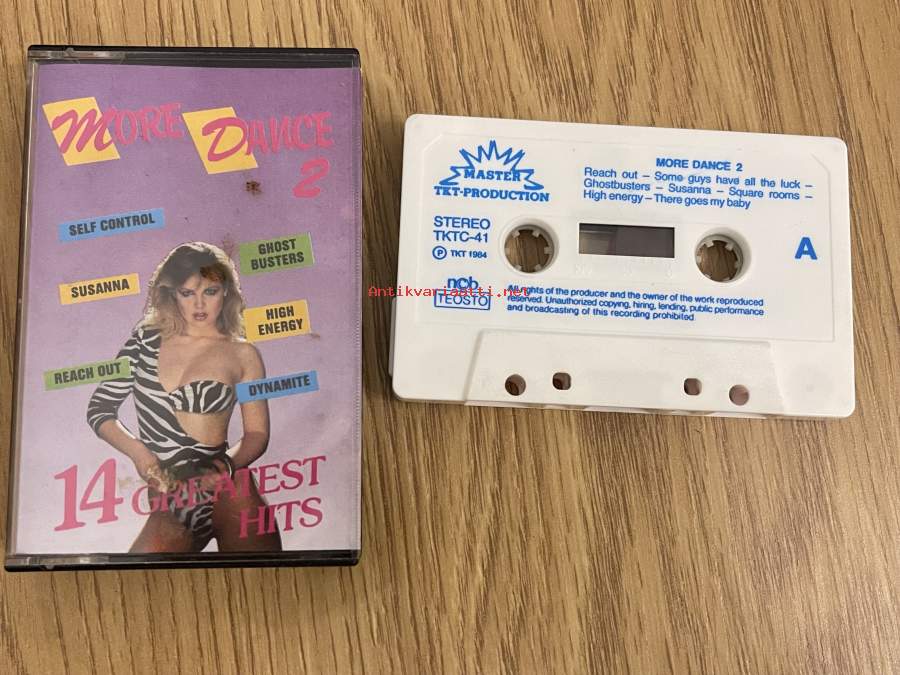 MORE DANCE
2
SELF CONTROL
GHOST
BUSTERS
SUSANNA
HIGH
ENERGY
REACH OUT
DYNAMITE
14 GREATEST
HITS
MASTER
TKT-PRODUCTION
STEREO
TKTC-41
Ⓟ TKT 1984
ncb
TEOSTO
MORE DANCE 2
Reach out – Some guys have all the luck –
Ghostbusters – Susanna – Square rooms –
High energy – There goes my baby
A
All rights of the producer and the owner of the work reproduced
reserved. Unauthorized copying, hiring, lending, public performance
and broadcasting of this recording prohibited.
Antikvariaatti.net